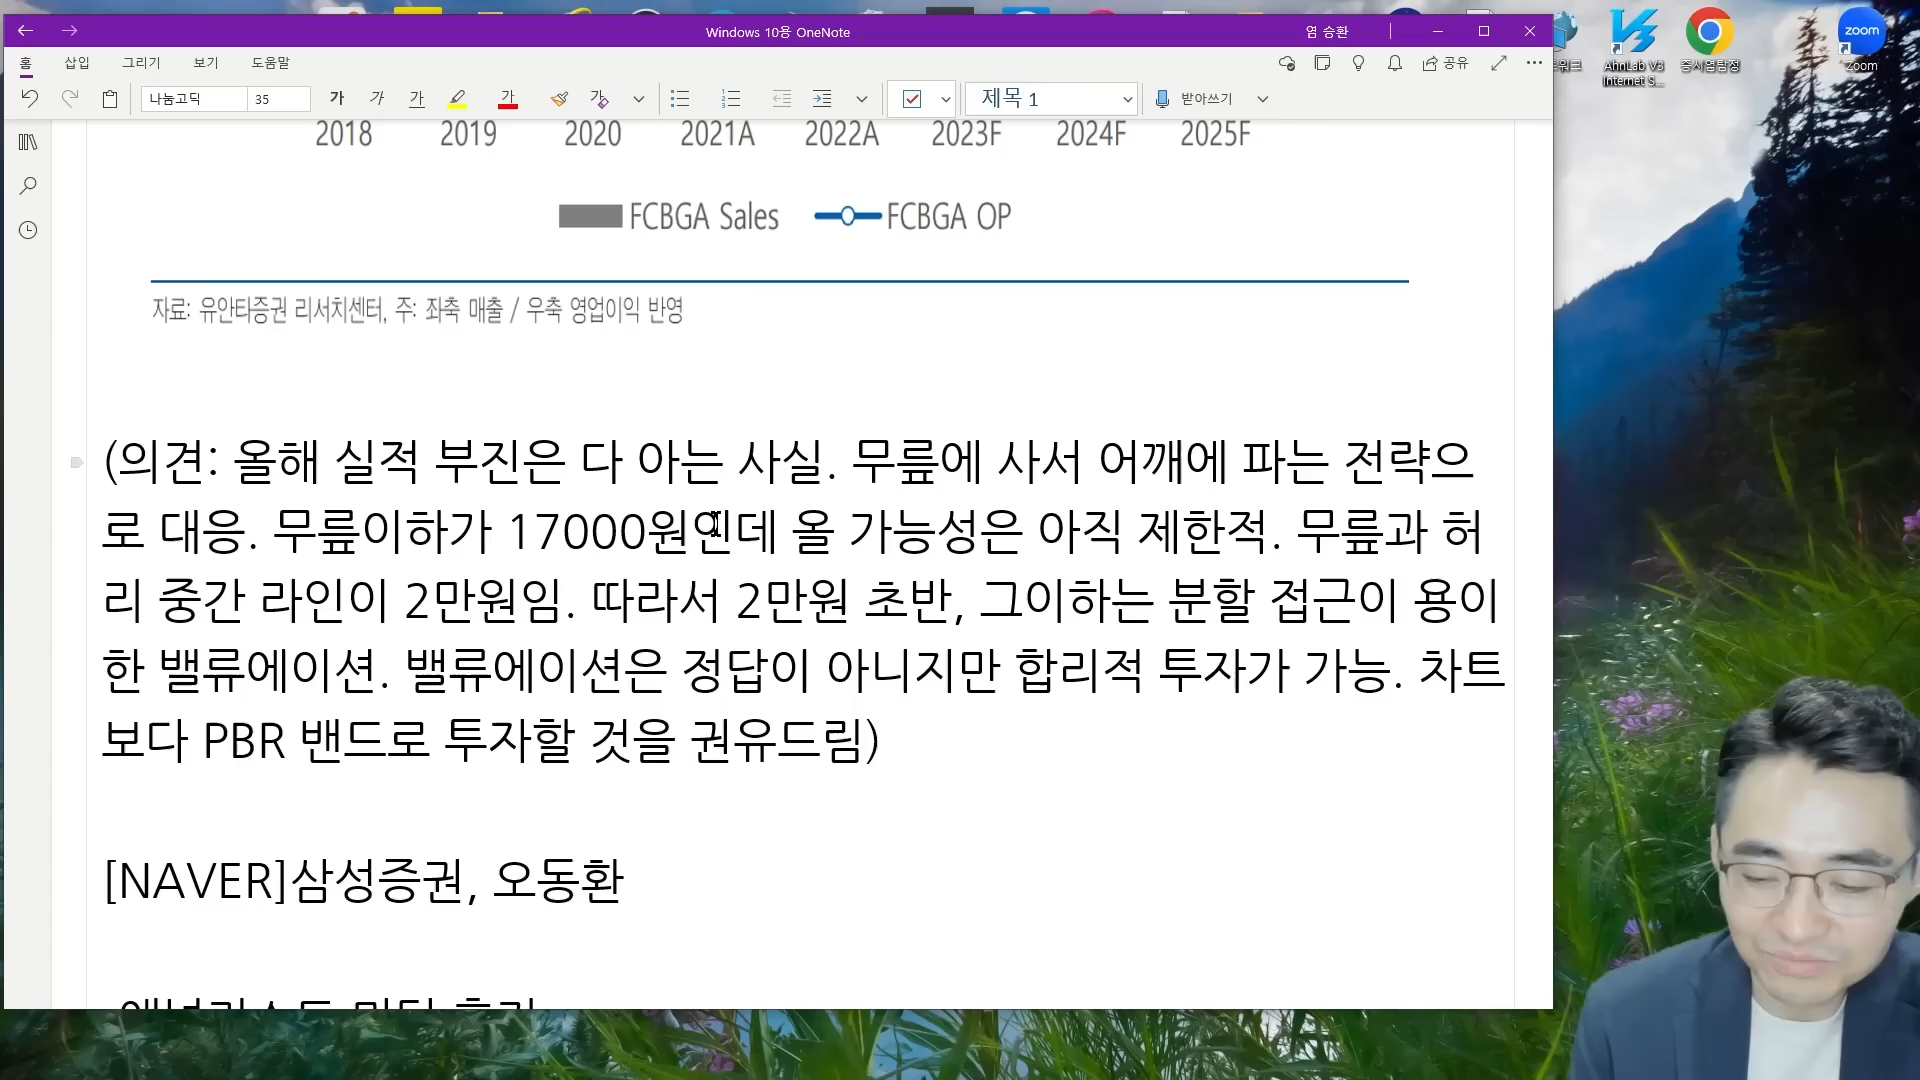 Windows 10용 OneNote
염 승환
홈 삽입 그리기 보기 도움말
공유
나눔고딕 35 가 가 가 가 제목 1 받아쓰기
2018 2019 2020 2021A 2022A 2023F 2024F 2025F
FCBGA Sales FCBGA OP
자료: 유안타증권 리서치센터, 주: 좌축 매출 / 우축 영업이익 반영
(의견: 올해 실적 부진은 다 아는 사실. 무릎에 사서 어깨에 파는 전략으
로 대응. 무릎이하가 17000원인데 올 가능성은 아직 제한적. 무릎과 허
리 중간 라인이 2만원임. 따라서 2만원 초반, 그이하는 분할 접근이 용이
한 밸류에이션. 밸류에이션은 정답이 아니지만 합리적 투자가 가능. 차트
보다 PBR 밴드로 투자할 것을 권유드림)
[NAVER]삼성증권, 오동환
AhnLab V3
Internet S...
증시염탐정
zoom
Zoom